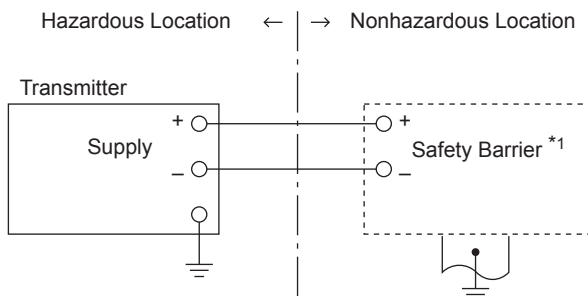 Hazardous Location ← → Nonhazardous Location
Transmitter
Supply
+
–
+
–
Safety Barrier *1